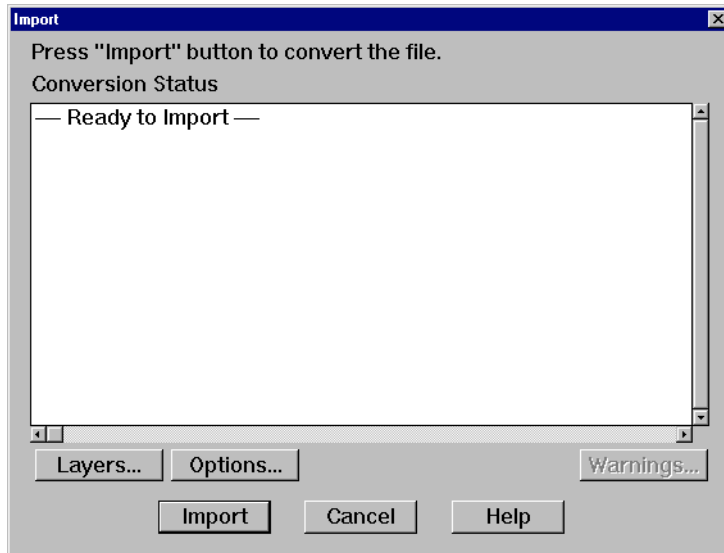 Import
Press "Import" button to convert the file.
Conversion Status
— Ready to Import —
Layers... Options... Warnings...
Import Cancel Help